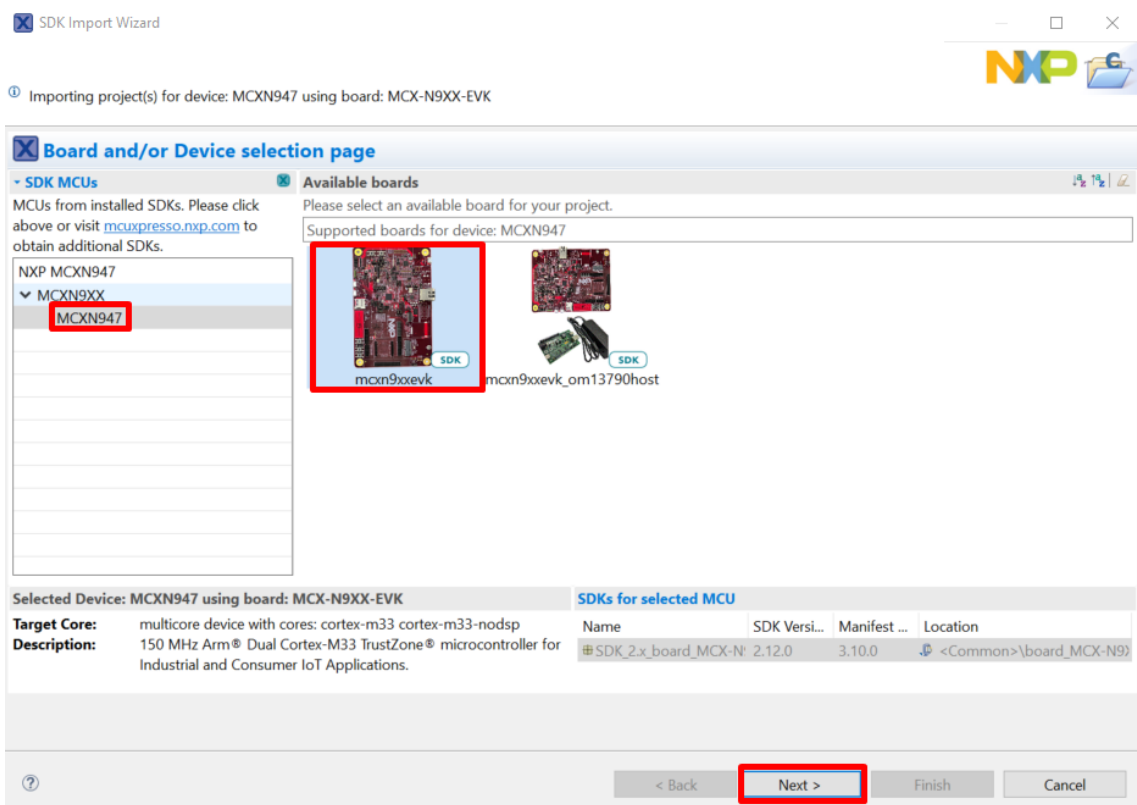 SDK Import Wizard
NXP
Importing project(s) for device: MCXN947 using board: MCX-N9XX-EVK
Board and/or Device selection page
SDK MCUs
MCUs from installed SDKs. Please click
above or visit mcuxpresso.nxp.com to
obtain additional SDKs.
NXP MCXN947
MCXN9XX
MCXN947
Available boards
Please select an available board for your project.
Supported boards for device: MCXN947
SDK
mcxn9xxevk
SDK
mcxn9xxevk_om13790host
Selected Device: MCXN947 using board: MCX-N9XX-EVK
Target Core: multicore device with cores: cortex-m33 cortex-m33-nodsp
Description: 150 MHz Arm® Dual Cortex-M33 TrustZone® microcontroller for
Industrial and Consumer IoT Applications.
SDKs for selected MCU
Name SDK Versi... Manifest ... Location
SDK_2.x_board_MCX-N 2.12.0 3.10.0 <Common>\board_MCX-N9X
< Back Next > Finish Cancel